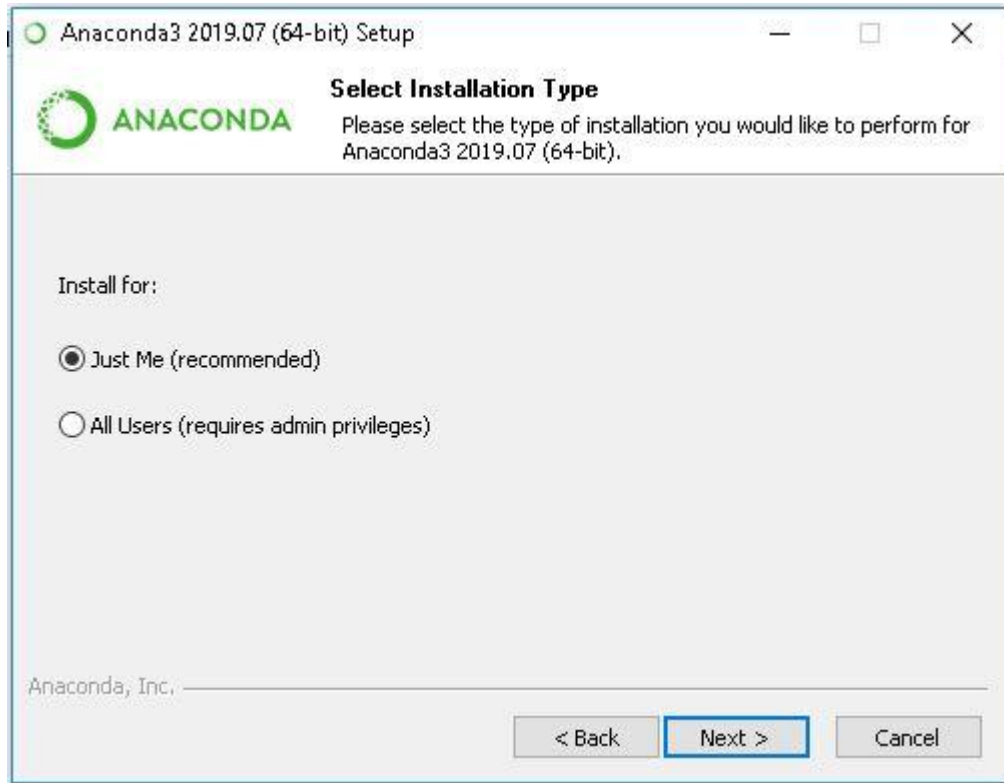 Anaconda3 2019.07 (64-bit) Setup
ANACONDA
Select Installation Type
Please select the type of installation you would like to perform for
Anaconda3 2019.07 (64-bit).
Install for:
Just Me (recommended)
All Users (requires admin privileges)
Anaconda, Inc.
< Back Next > Cancel